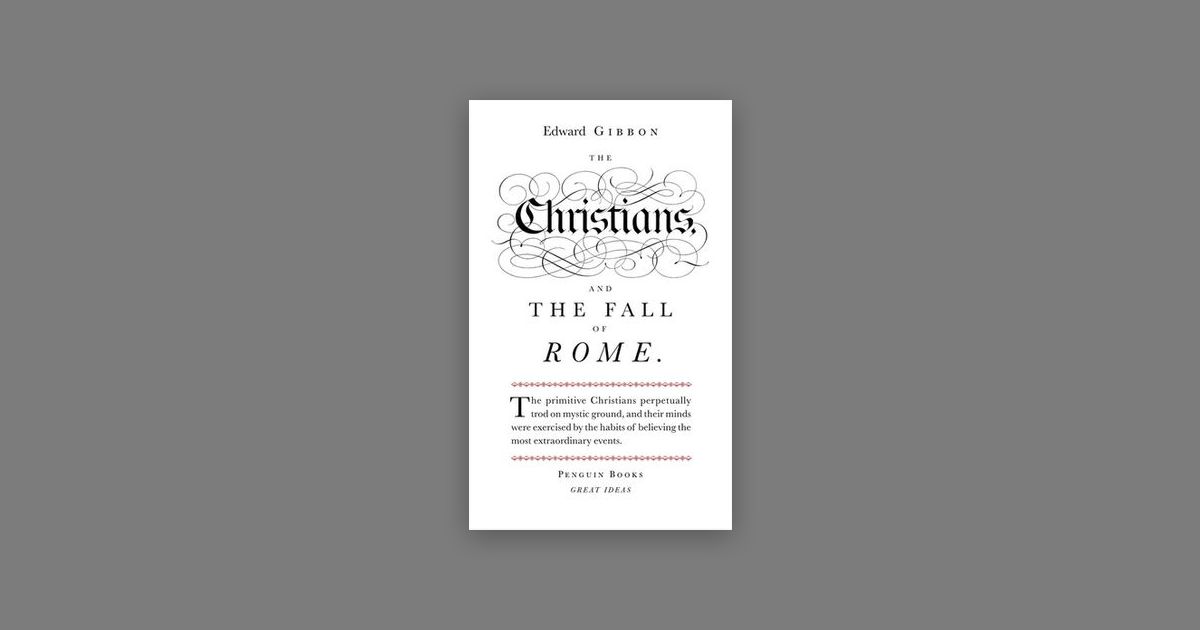 Edward GIBBON
THE
Christians,
AND
THE FALL
OF
ROME.
The primitive Christians perpetually
trod on mystic ground, and their minds
were exercised by the habits of believing the
most extraordinary events.
PENGUIN BOOKS
GREAT IDEAS